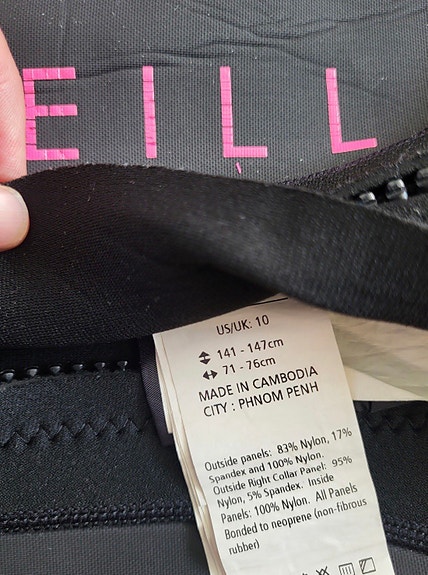 EILL
US/UK: 10
141 - 147cm
71 - 76cm
MADE IN CAMBODIA
CITY : PHNOM PENH
Outside panels: 83% Nylon, 17%
Spandex and 100% Nylon.
Outside Right Collar Panel: 95%
Nylon, 5% Spandex. Inside
Panels: 100% Nylon. All Panels
Bonded to neoprene (non-fibrous
rubber)